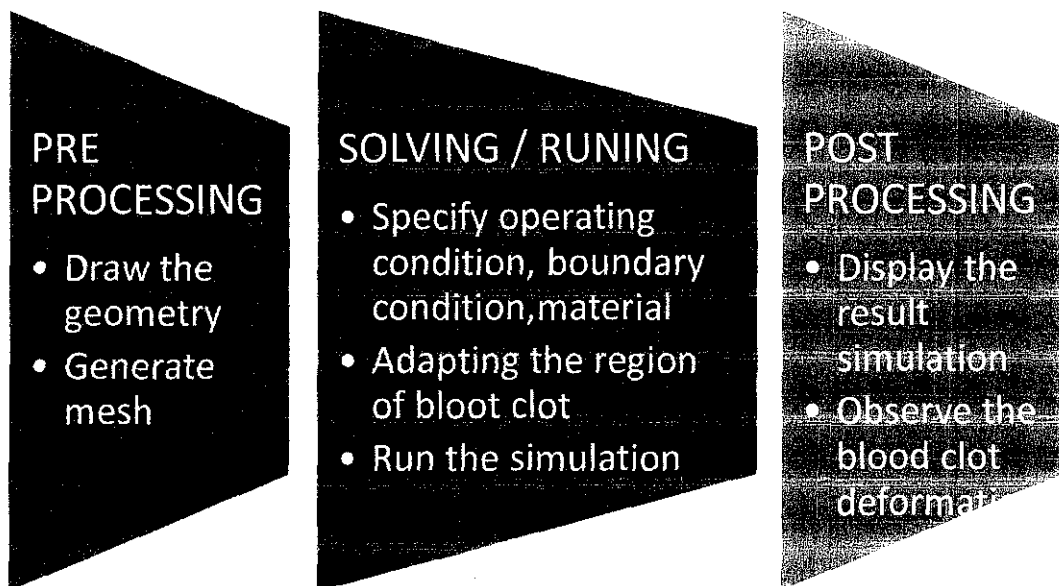 PRE
PROCESSING
• Draw the
geometry
• Generate
mesh
SOLVING / RUNING
• Specify operating
condition, boundary
condition,material
• Adapting the region
of bloot clot
• Run the simulation
POST
PROCESSING
• Display the
result
simulation
• Observe the
blood clot